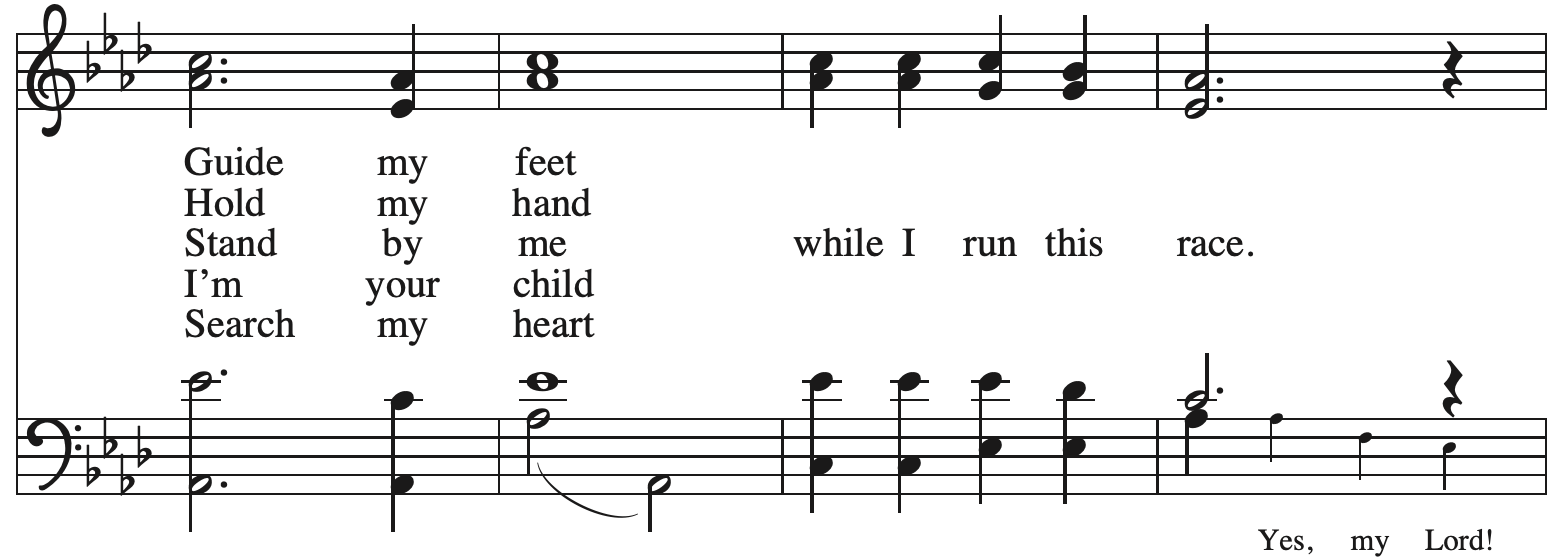 Guide my feet
Hold my hand
Stand by me while I run this race.
I’m your child
Search my heart
Yes, my Lord!